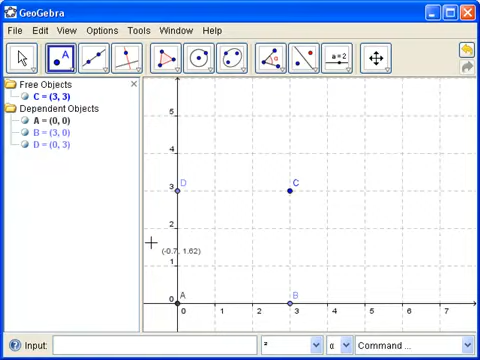 GeoGebra
File Edit View Options Tools Window Help
A
α
a=2
Free Objects
C = (3, 3)
Dependent Objects
A = (0, 0)
B = (3, 0)
D = (0, 3)
5
4
D C
3
2
(-0.7, 1.62)
1
A B
0
0 1 2 3 4 5 6 7
Input: ² α Command ...